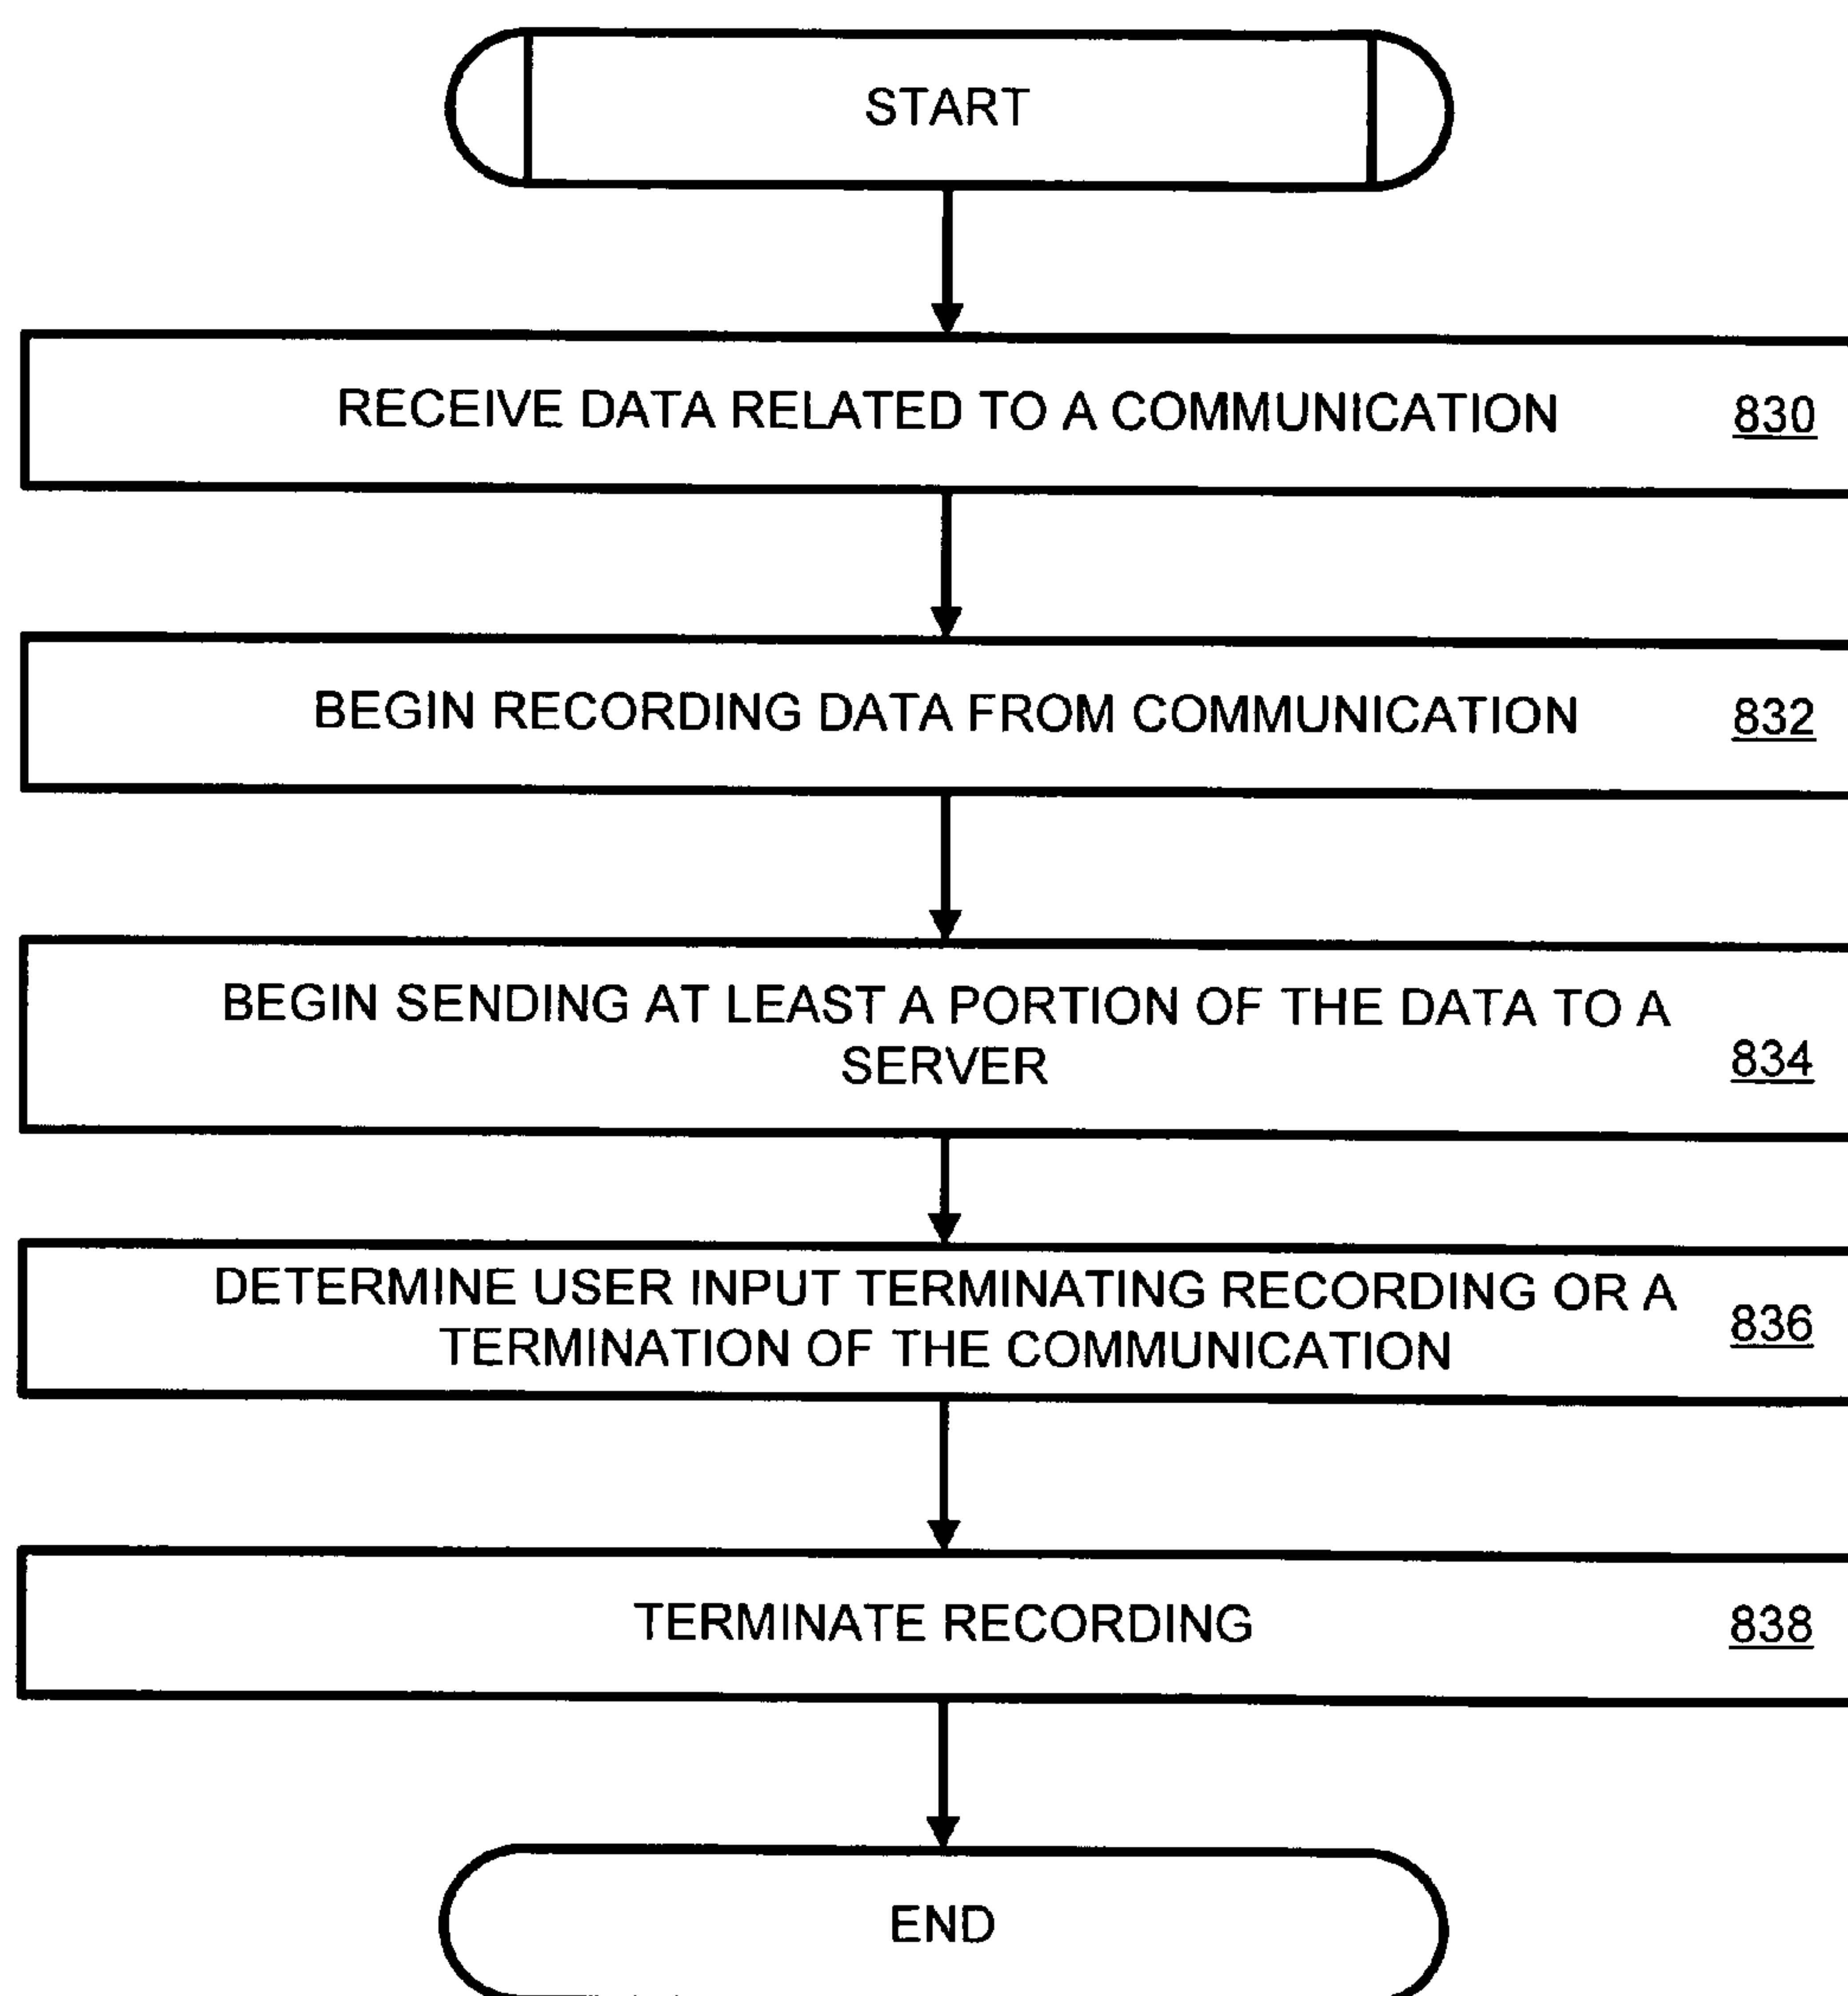 START
RECEIVE DATA RELATED TO A COMMUNICATION 830
BEGIN RECORDING DATA FROM COMMUNICATION 832
BEGIN SENDING AT LEAST A PORTION OF THE DATA TO A
SERVER 834
DETERMINE USER INPUT TERMINATING RECORDING OR A
TERMINATION OF THE COMMUNICATION 836
TERMINATE RECORDING 838
END